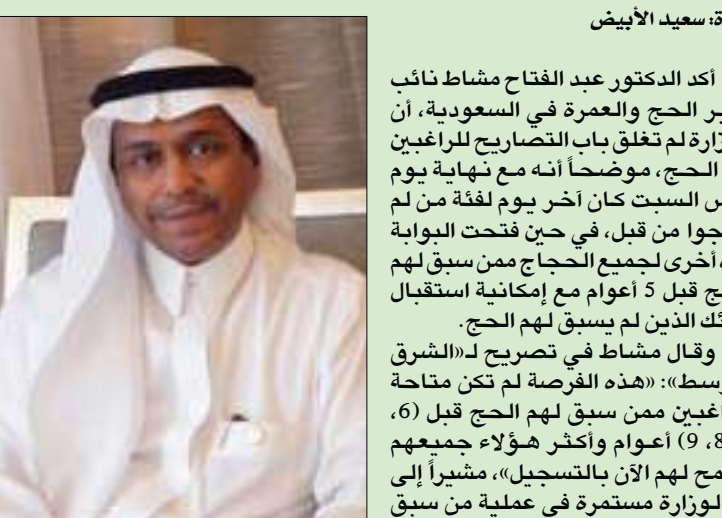 ة: سعيد الأبيض
أكد الدكتور عبد الفتاح مشاط نائب
ير الحج والعمرة في السعودية، أن
زارة لم تغلق باب التصاريح للراغبين
الحج، موضحاً أنه مع نهاية يوم
س السبت كان آخر يوم لفئة من لم
جوا من قبل، في حين فتحت البوابة
، أخرى لجميع الحجاج ممن سبق لهم
ج قبل 5 أعوام مع إمكانية استقبال
ئك الذين لم يسبق لهم الحج.
وقال مشاط في تصريح لـ«الشرق
وسط»: «هذه الفرصة لم تكن متاحة
اغبين ممن سبق لهم الحج قبل (6،
8، 9) أعوام وأكثر هؤلاء جميعهم
مح لهم الآن بالتسجيل»، مشيراً إلى
لوزارة مستمرة في عملية من سبق